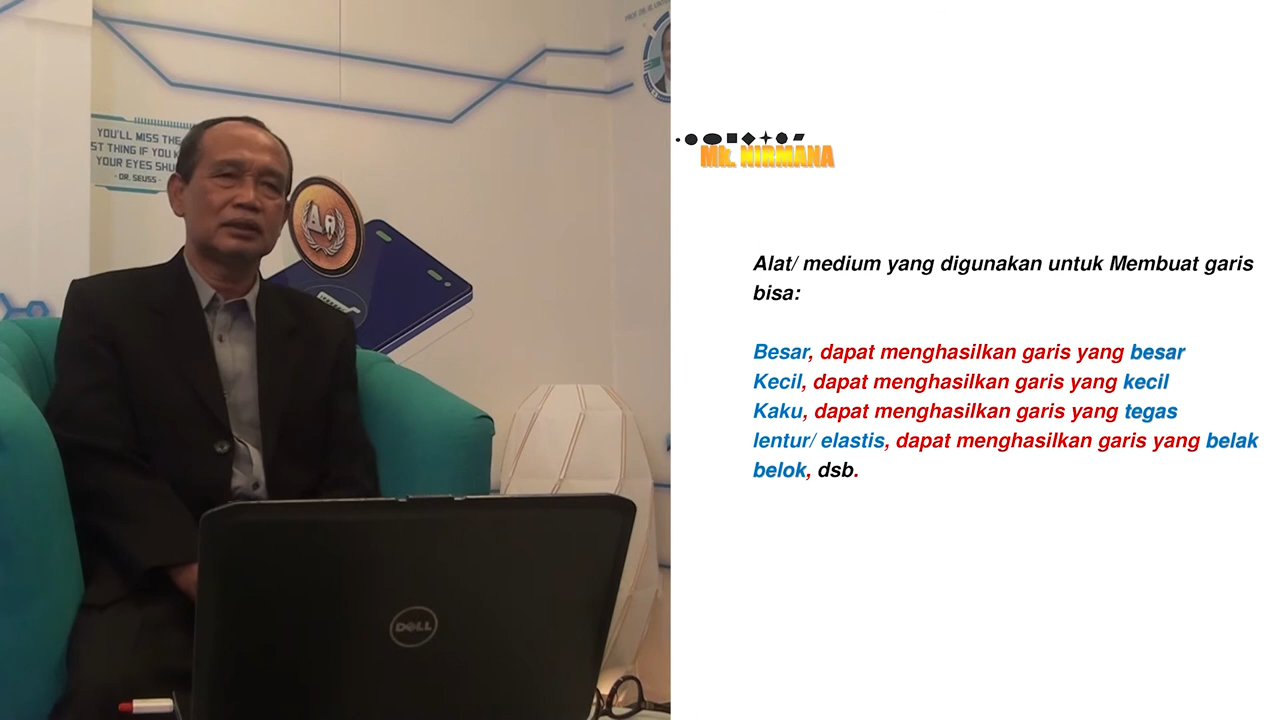 YOU'LL MISS THE
ST THING IF YOU K
YOUR EYES SHU
- DR. SEUSS -
DELL
Mk. NIRMANA
Alat/ medium yang digunakan untuk Membuat garis
bisa:
Besar, dapat menghasilkan garis yang besar
Kecil, dapat menghasilkan garis yang kecil
Kaku, dapat menghasilkan garis yang tegas
lentur/ elastis, dapat menghasilkan garis yang belak
belok, dsb.